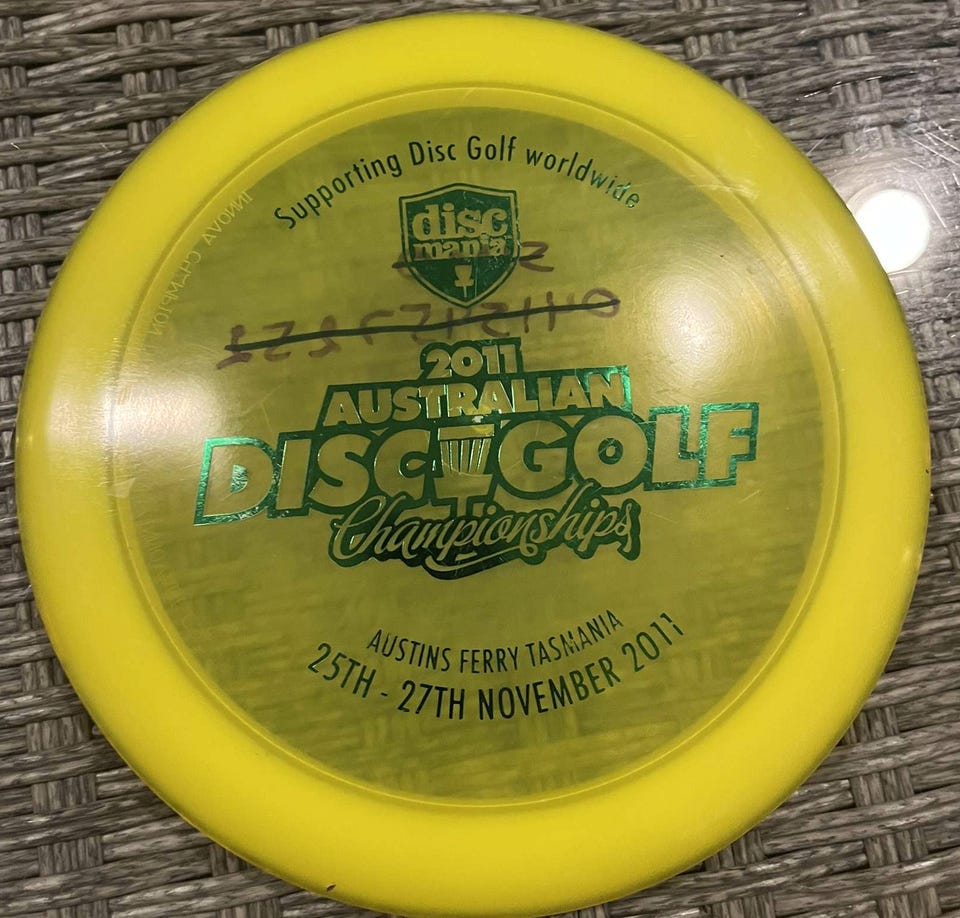 Supporting Disc Golf worldwide
disc
mania
2011
AUSTRALIAN
DISC GOLF
Championships
AUSTINS FERRY TASMANIA
25TH - 27TH NOVEMBER 2011
INNOVA CHAMPION